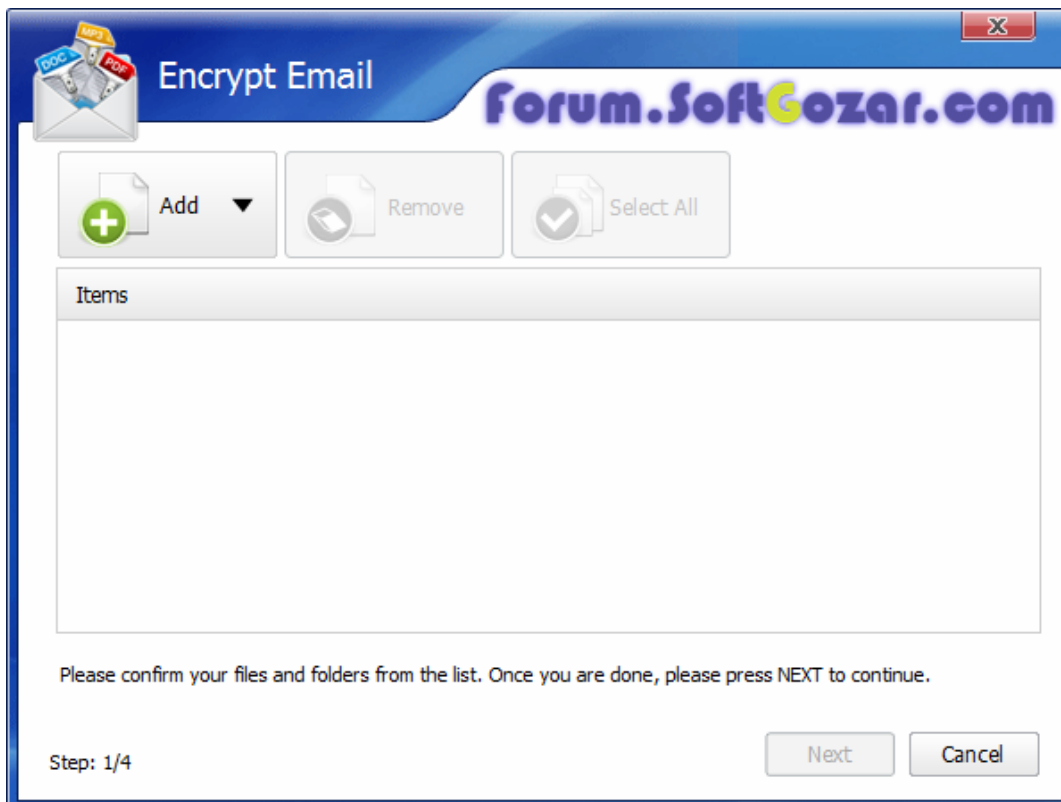 MP3
DOC
PDF
Encrypt Email
X
Forum.SoftGozar.com
Add
Remove
Select All
Items
Please confirm your files and folders from the list. Once you are done, please press NEXT to continue.
Step: 1/4
Next
Cancel